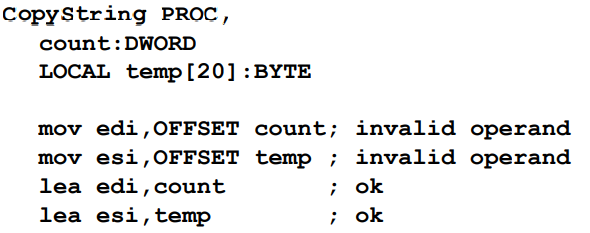 CopyString PROC,
count:DWORD
LOCAL temp[20]:BYTE
mov edi,OFFSET count; invalid operand
mov esi,OFFSET temp ; invalid operand
lea edi,count ; ok
lea esi,temp ; ok